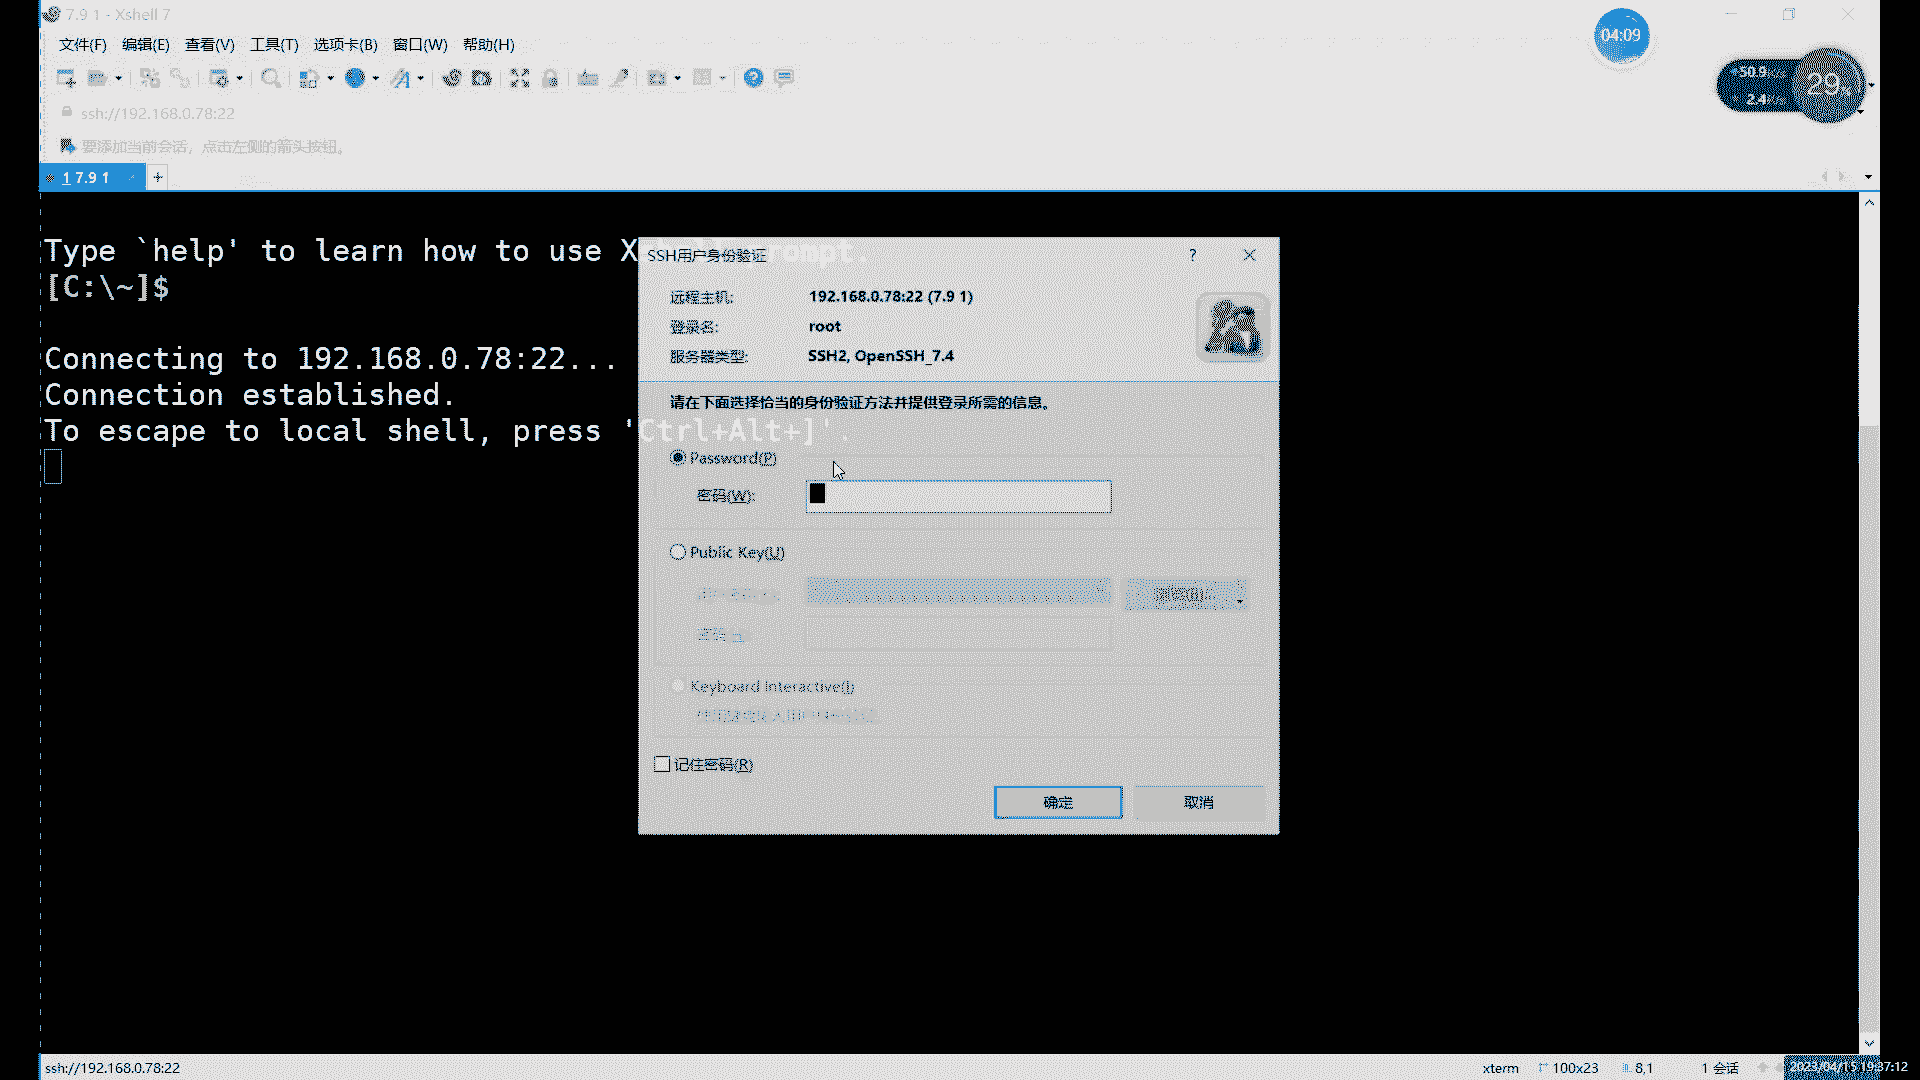 7.9 1 - Xshell 7
文件(F) 编辑(E) 查看(V) 工具(T) 选项卡(B) 窗口(W) 帮助(H)
04:09
50.9
29
2.4
ssh://192.168.0.78:22
要添加当前会话，点击左侧的箭头按钮。
1 7.9 1
Type `help' to learn how to use X prompt.
[C:\~]$
Connecting to 192.168.0.78:22...
Connection established.
To escape to local shell, press 'Ctrl+Alt+]'.
SSH用户身份验证
远程主机: 192.168.0.78:22 (7.9 1)
登录名: root
服务器类型: SSH2, OpenSSH_7.4
请在下面选择恰当的身份验证方法并提供登录所需的信息。
Password(P)
密码(W):
Public Key(U)
密码
Keyboard Interactive(I)
记住密码(R)
确定 取消
ssh://192.168.0.78:22
xterm 100x23 8,1 1 会话
2023/04/15 19:37:12